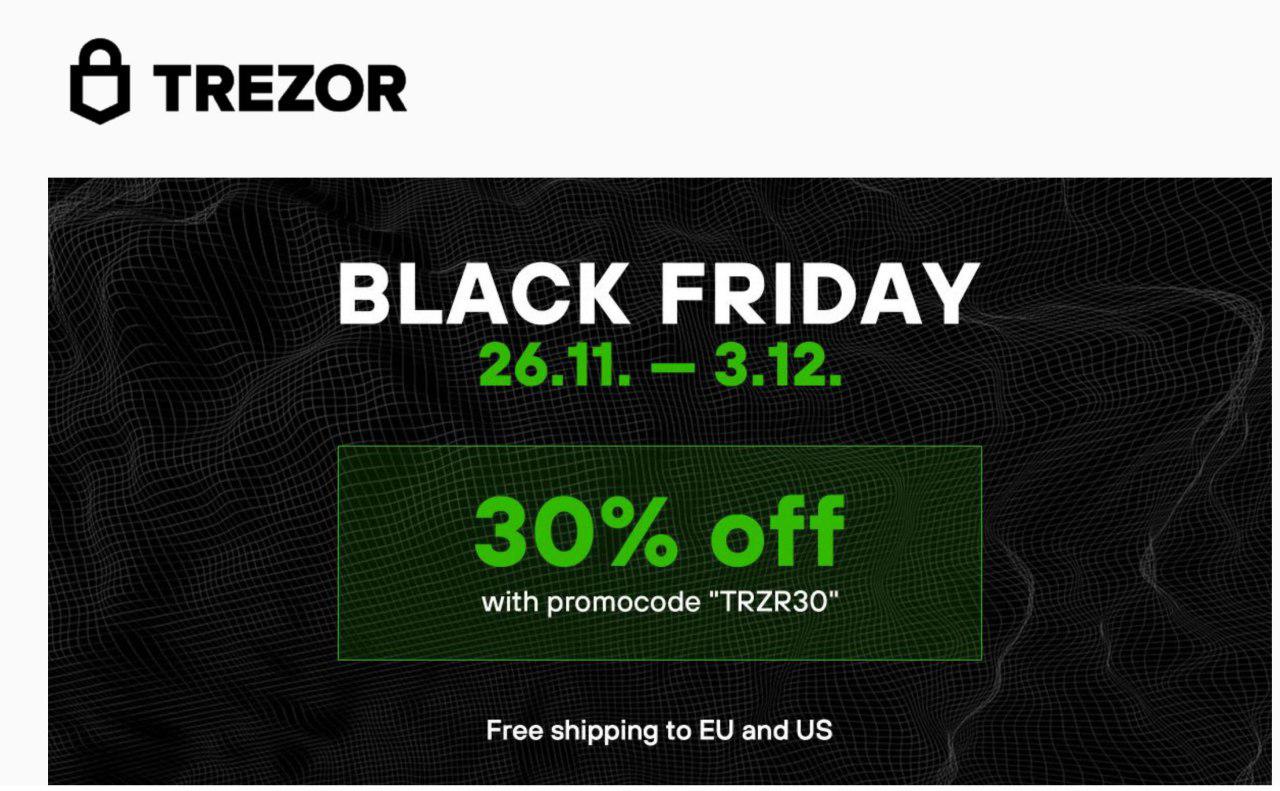 TREZOR
BLACK FRIDAY
26.11. — 3.12.
30% off
with promocode "TRZR30"
Free shipping to EU and US